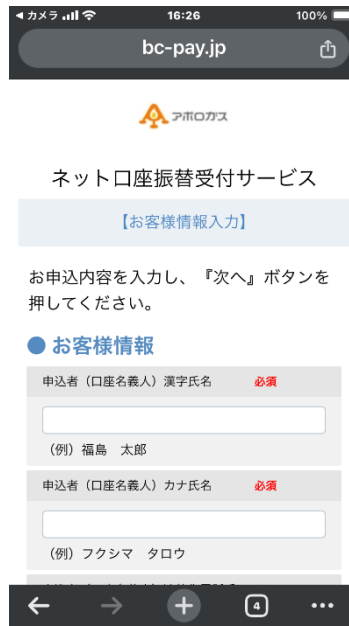 カメラ 16:26 100%
bc-pay.jp
アポロガス
ネット口座振替受付サービス
【お客様情報入力】
お申込内容を入力し、『次へ』ボタンを
押してください。
お客様情報
申込者（口座名義人）漢字氏名 必須
（例）福島 太郎
申込者（口座名義人）カナ氏名 必須
（例）フクシマ タロウ
4